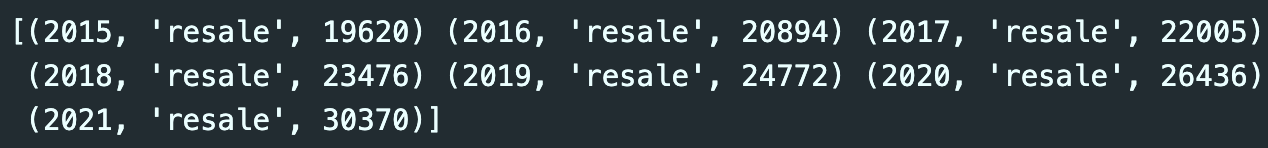 [(2015, 'resale', 19620) (2016, 'resale', 20894) (2017, 'resale', 22005)
(2018, 'resale', 23476) (2019, 'resale', 24772) (2020, 'resale', 26436)
(2021, 'resale', 30370)]